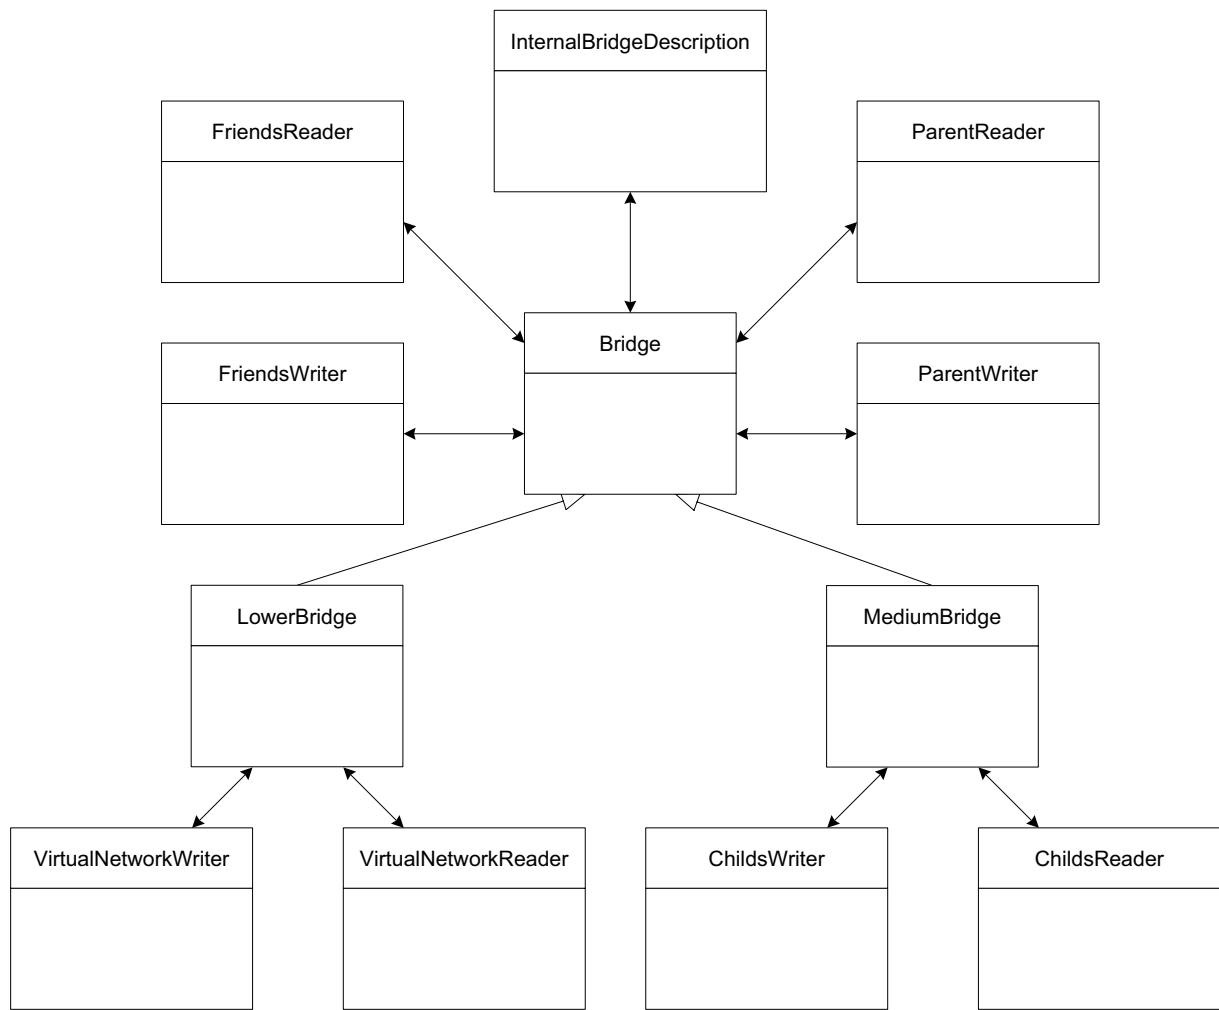 InternalBridgeDescription
FriendsReader
ParentReader
Bridge
FriendsWriter
ParentWriter
LowerBridge
MediumBridge
VirtualNetworkWriter
VirtualNetworkReader
ChildsWriter
ChildsReader